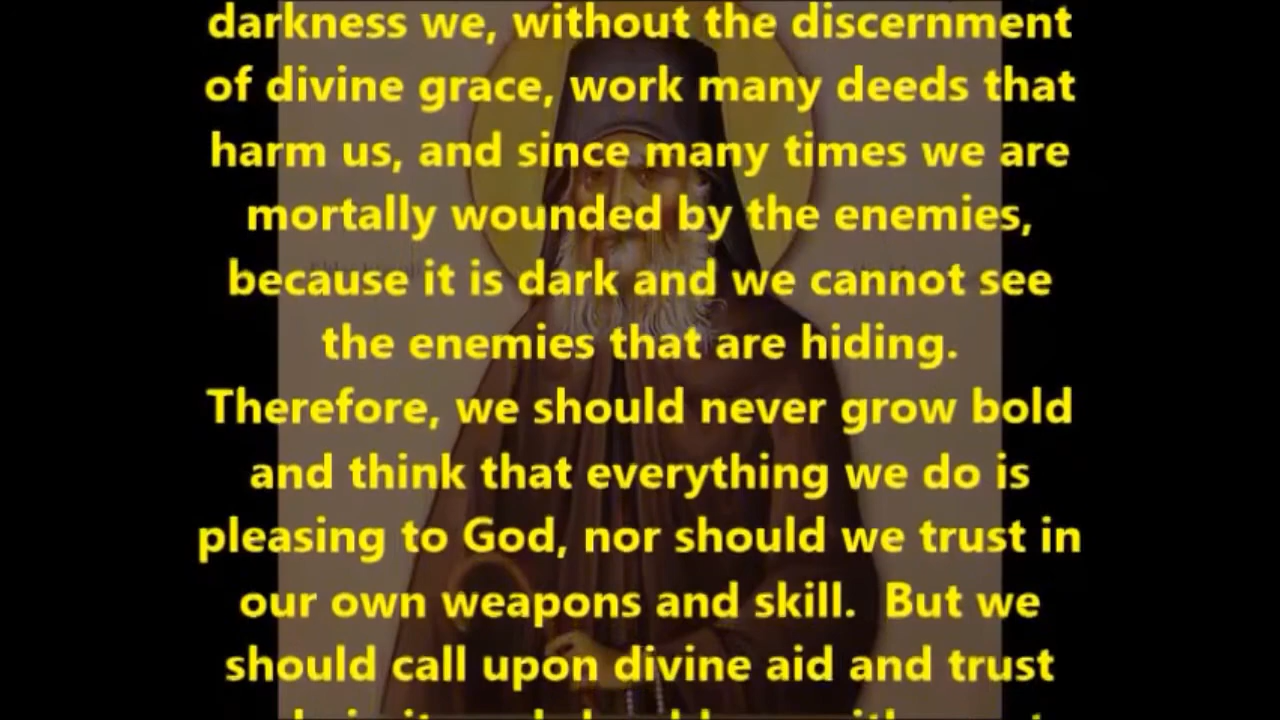 darkness we, without the discernment
of divine grace, work many deeds that
harm us, and since many times we are
mortally wounded by the enemies,
because it is dark and we cannot see
the enemies that are hiding.
Therefore, we should never grow bold
and think that everything we do is
pleasing to God, nor should we trust in
our own weapons and skill.  But we
should call upon divine aid and trust